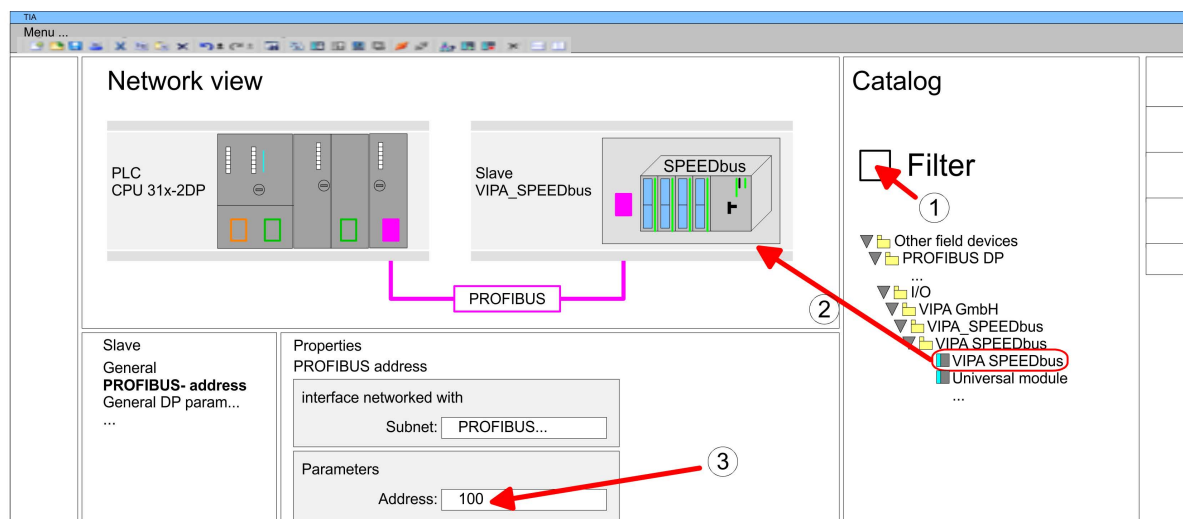 TIA
Menu ...
Network view
PLC
CPU 31x-2DP
Slave
VIPA_SPEEDbus
SPEEDbus
PROFIBUS
2
Catalog
Filter
1
Other field devices
PROFIBUS DP
...
I/O
VIPA GmbH
VIPA_SPEEDbus
VIPA SPEEDbus
VIPA SPEEDbus
Universal module
...
Slave
General
PROFIBUS- address
General DP param...
...
Properties
PROFIBUS address
interface networked with
Subnet: PROFIBUS...
Parameters
Address: 100
3